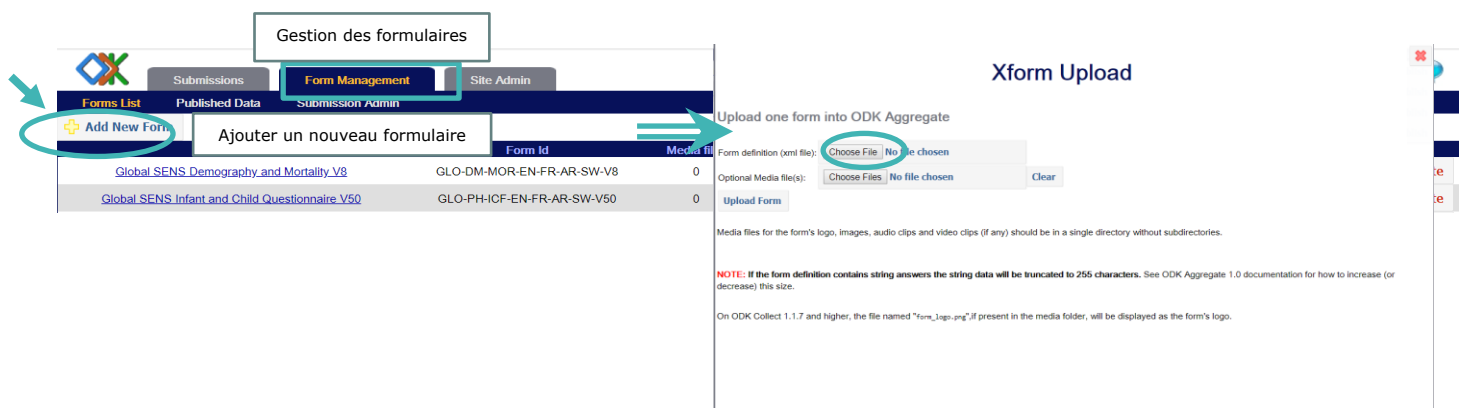 Gestion des formulaires
ODK
Submissions
Form Management
Site Admin
Forms List
Published Data
Submission Admin
Add New Form
Ajouter un nouveau formulaire
Form Id
Media fil
Global SENS Demography and Mortality V8
GLO-DM-MOR-EN-FR-AR-SW-V8
0
Global SENS Infant and Child Questionnaire V50
GLO-PH-ICF-EN-FR-AR-SW-V50
0
Xform Upload
Upload one form into ODK Aggregate
Form definition (xml file):
Choose File
No file chosen
Optional Media file(s):
Choose Files
No file chosen
Clear
Upload Form
Media files for the form's logo, images, audio clips and video clips (if any) should be in a single directory without subdirectories.
NOTE: If the form definition contains string answers the string data will be truncated to 255 characters. See ODK Aggregate 1.0 documentation for how to increase (or
decrease) this size.
On ODK Collect 1.1.7 and higher, the file named "form_logo.png",if present in the media folder, will be displayed as the form's logo.